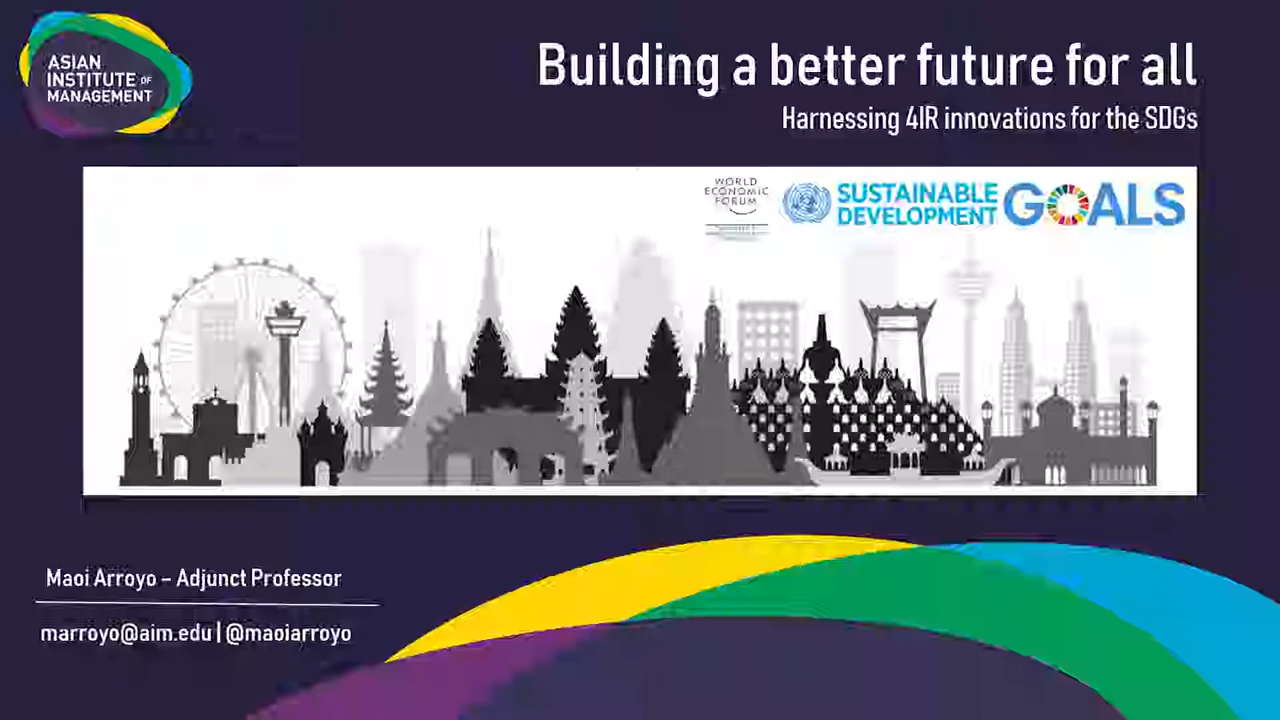 ASIAN
INSTITUTE OF
MANAGEMENT
Building a better future for all
Harnessing 4IR innovations for the SDGs
WORLD
ECONOMIC
FORUM
SUSTAINABLE
DEVELOPMENT
GOALS
Maoi Arroyo – Adjunct Professor
marroyo@aim.edu | @maoiarroyo